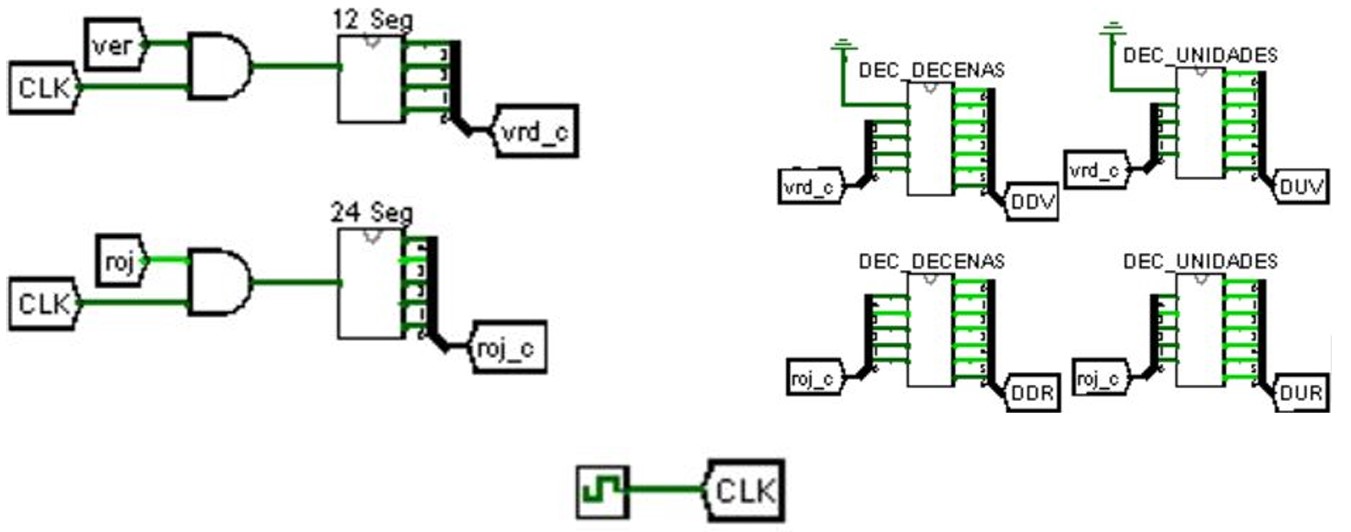 12 Seg
ver
CLK
vrd_c
24 Seg
roj
CLK
roj_c
DEC_DECENAS
vrd_c
DDV
DEC_UNIDADES
vrd_c
DUV
DEC_DECENAS
roj_c
DDR
DEC_UNIDADES
roj_c
DUR
CLK